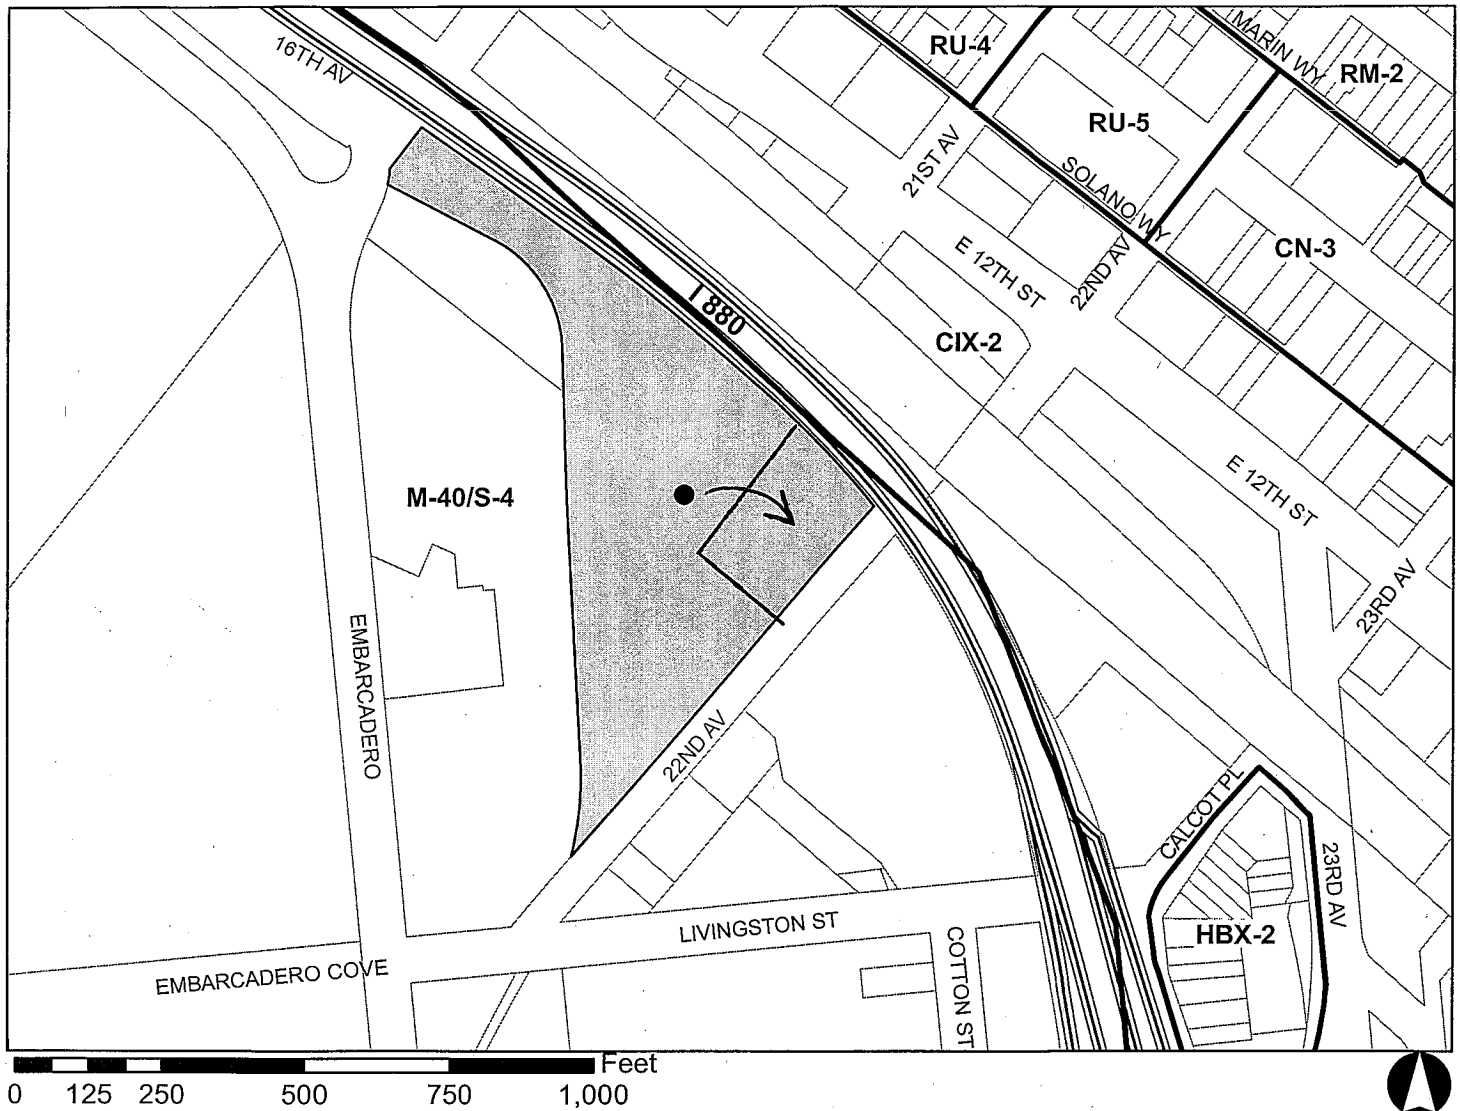 16TH AV
RU-4
MARIN WY
RM-2
RU-5
21ST AV
SOLANO WY
E 12TH ST
22ND AV
CN-3
I 880
CIX-2
M-40/S-4
E 12TH ST
23RD AV
EMBARCADERO
22ND AV
CALCOT PL
23RD AV
LIVINGSTON ST
HBX-2
EMBARCADERO COVE
COTTON ST
Feet
0 125 250 500 750 1,000